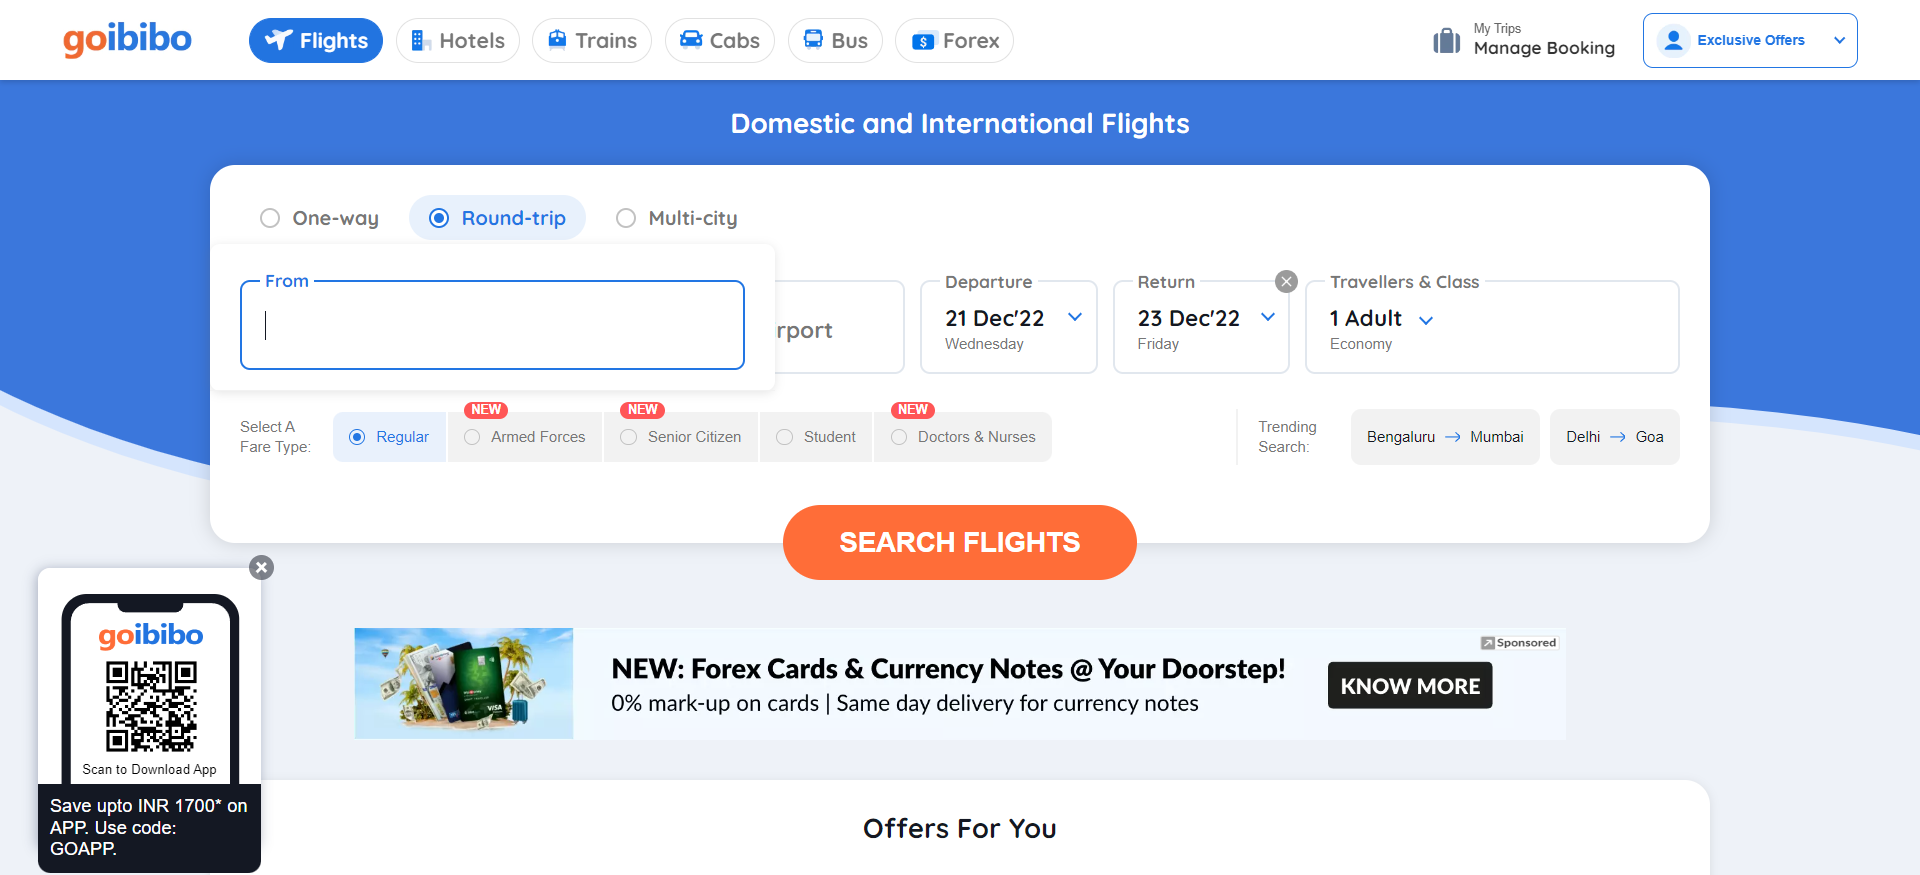 goibibo
Flights
Hotels
Trains
Cabs
Bus
Forex
My Trips
Manage Booking
Exclusive Offers
Domestic and International Flights
One-way
Round-trip
Multi-city
From
rport
Departure
21 Dec'22
Wednesday
Return
23 Dec'22
Friday
Travellers & Class
1 Adult
Economy
Select A
Fare Type:
Regular
NEW
Armed Forces
NEW
Senior Citizen
Student
NEW
Doctors & Nurses
Trending
Search:
Bengaluru → Mumbai
Delhi → Goa
SEARCH FLIGHTS
goibibo
Scan to Download App
Save upto INR 1700* on
APP. Use code:
GOAPP.
Sponsored
NEW: Forex Cards & Currency Notes @ Your Doorstep!
0% mark-up on cards | Same day delivery for currency notes
KNOW MORE
VISA
Offers For You